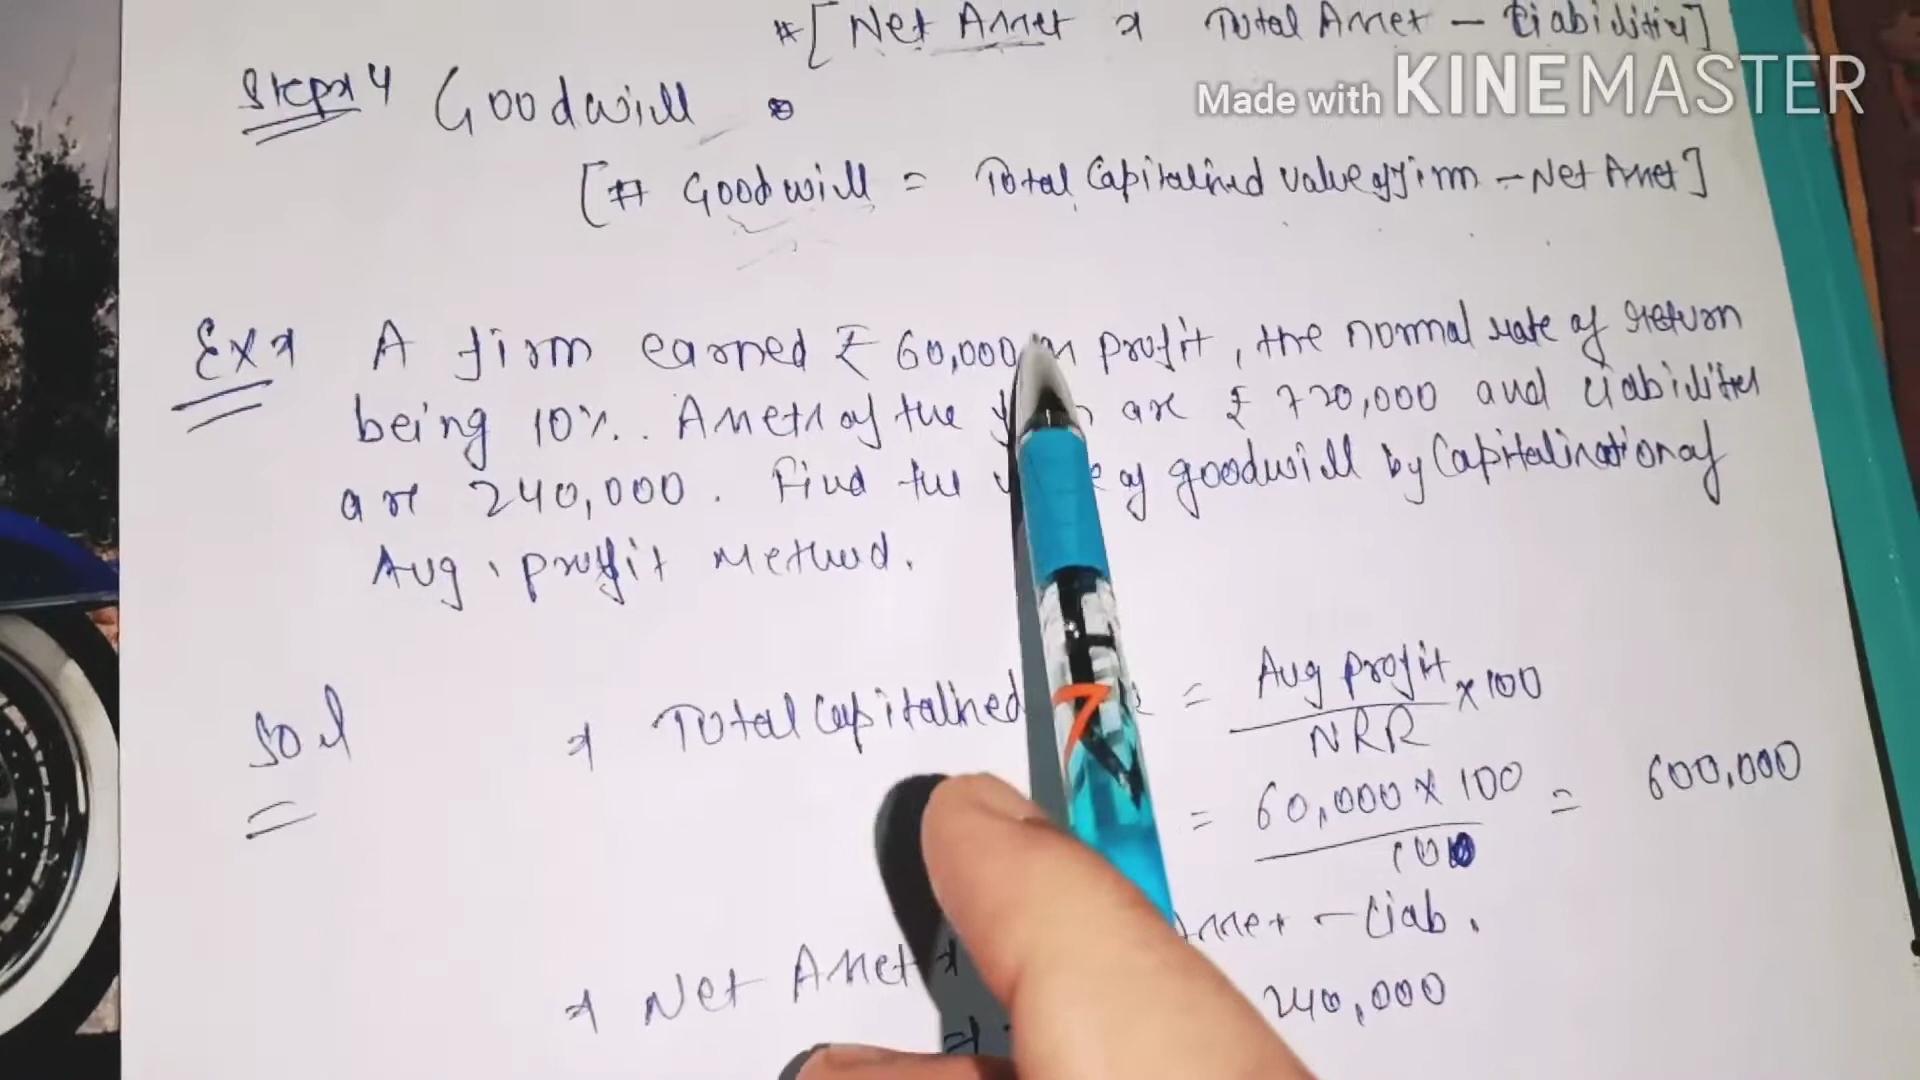 # [Net Asset → Total Asset - Liabilities]
Made with KINEMASTER
Step → 4 Goodwill
[# Goodwill = Total Capitalised value of firm - Net Asset]
Ex → A firm earned ₹ 60,000 profit, the normal rate of return
being 10%. Assets of the are ₹ 720,000 and liabilities
are 240,000. Find the of goodwill by Capitalisation of
Avg. profit Method.
Sol → Total Capitalised = Avg profit / NRR × 100
= 60,000 × 100 / 10 = 600,000
→ Net Asset → Asset - Liab.
240,000